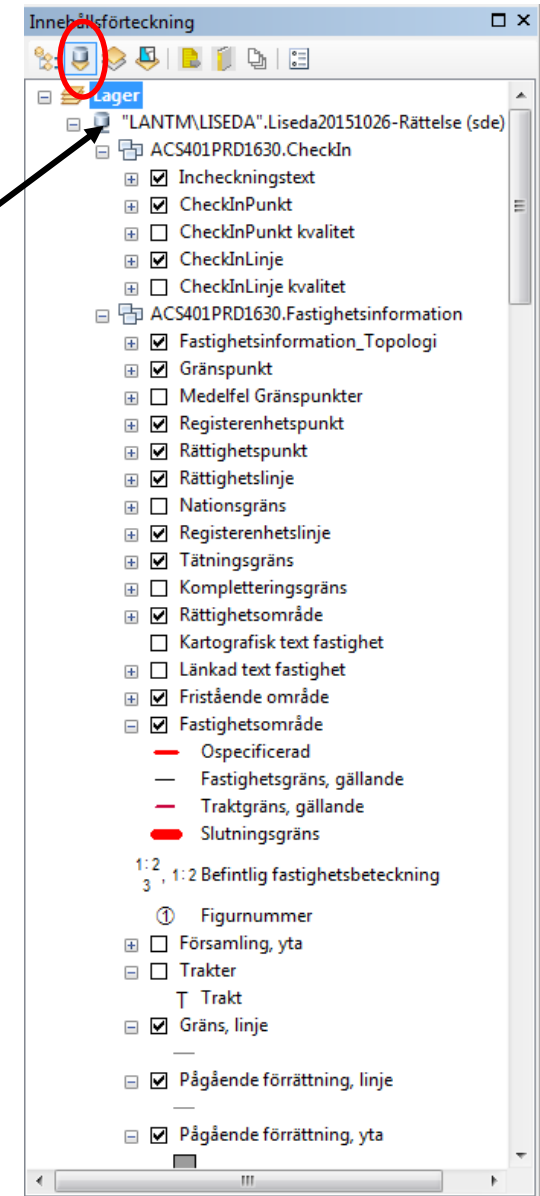 Innehållsförteckning
Lager
"LANTM\LISEDA".Liseda20151026-Rättelse (sde)
ACS401PRD1630.CheckIn
Incheckningstext
CheckInPunkt
CheckInPunkt kvalitet
CheckInLinje
CheckInLinje kvalitet
ACS401PRD1630.Fastighetsinformation
Fastighetsinformation_Topologi
Gränspunkt
Medelfel Gränspunkter
Registerenhetspunkt
Rättighetspunkt
Rättighetslinje
Nationsgräns
Registerenhetslinje
Tätningsgräns
Kompletteringsgräns
Rättighetsområde
Kartografisk text fastighet
Länkad text fastighet
Fristående område
Fastighetsområde
Ospecificerad
Fastighetsgräns, gällande
Traktgräns, gällande
Slutningsgräns
1:2
3 , 1:2 Befintlig fastighetsbeteckning
1 Figurnummer
Församling, yta
Trakter
T Trakt
Gräns, linje
Pågående förrättning, linje
Pågående förrättning, yta